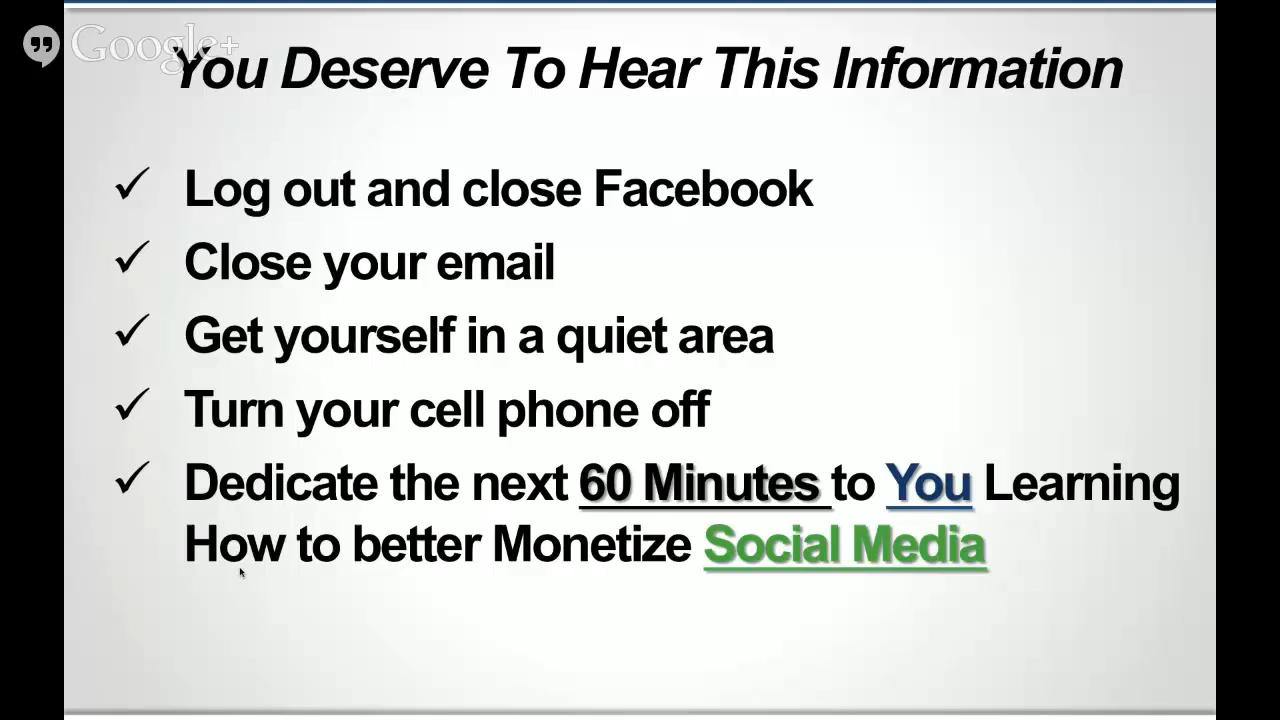 Google+
You Deserve To Hear This Information
Log out and close Facebook
Close your email
Get yourself in a quiet area
Turn your cell phone off
Dedicate the next 60 Minutes to You Learning
How to better Monetize Social Media